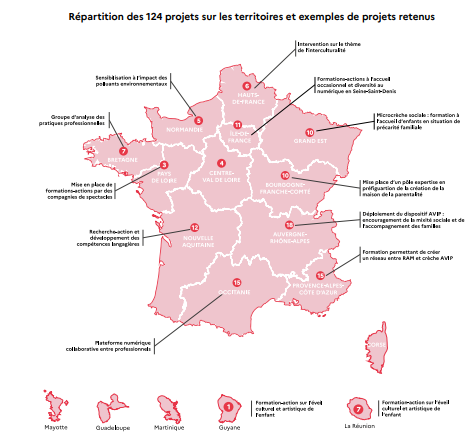 Répartition des 124 projets sur les territoires et exemples de projets retenus
Intervention sur le thème
de l'interculturalité
Sensibilisation à l'impact des
polluants environnementaux
Formation-actions à l'accueil
occasionnel et diversité au
numérique en Seine-Saint-Denis
6
HAUTS-
DE-FRANCE
Groupe d'analyse des
pratiques professionnelles
5
NORMANDIE
11
ÎLE-DE-
FRANCE
Microcrèche sociale : formation à
l'accueil d'enfants en situation de
précarité familiale
10
GRAND EST
7
BRETAGNE
3
PAYS
DE LOIRE
4
CENTRE-
VAL DE LOIRE
10
BOURGOGNE-
FRANCHE-COMTÉ
Mise en place de
formations-actions par des
compagnies de spectacles
Mise place d'un pôle expertise en
préfiguration de la création de la
maison de la parentalité
Déploiement du dispositif AVIP :
encouragement de la mixité sociale et de
l'accompagnement des familles
Recherche-action et
développement des
compétences langagières
12
NOUVELLE
AQUITAINE
18
AUVERGNE-
RHÔNE-ALPES
Formation permettant de créer
un réseau entre RAM et crèche AVIP
15
OCCITANIE
PROVENCE-ALPES-
CÔTE D'AZUR
Plateforme numérique
collaborative entre professionnels
CORSE
1
Formation-action sur l'éveil
culturel et artistique de
l'enfant
7
Formation-action sur l'éveil
culturel et artistique de
l'enfant
Mayotte
Guadeloupe
Martinique
Guyane
La Réunion